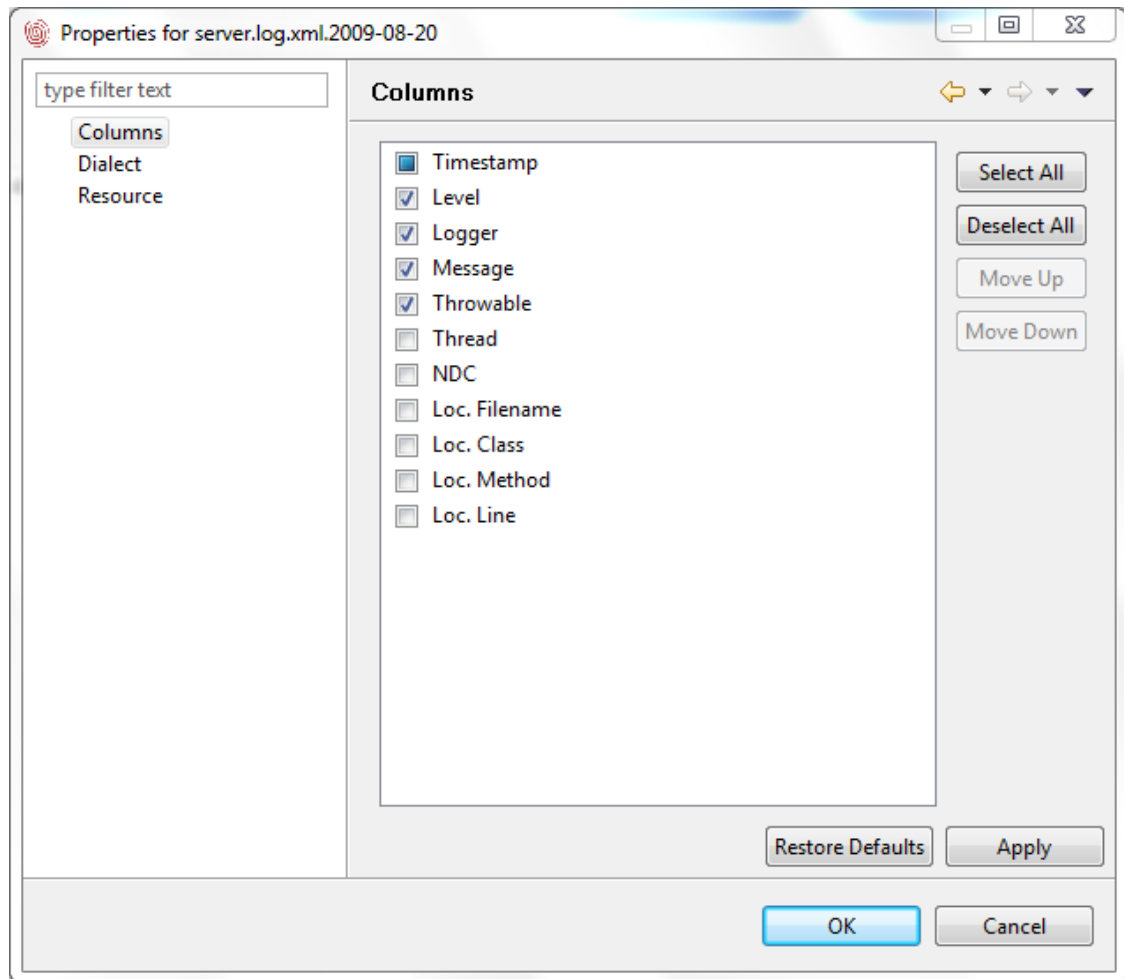 Properties for server.log.xml.2009-08-20
type filter text
Columns
Dialect
Resource
Columns
Timestamp
Level
Logger
Message
Throwable
Thread
NDC
Loc. Filename
Loc. Class
Loc. Method
Loc. Line
Select All
Deselect All
Move Up
Move Down
Restore Defaults
Apply
OK
Cancel